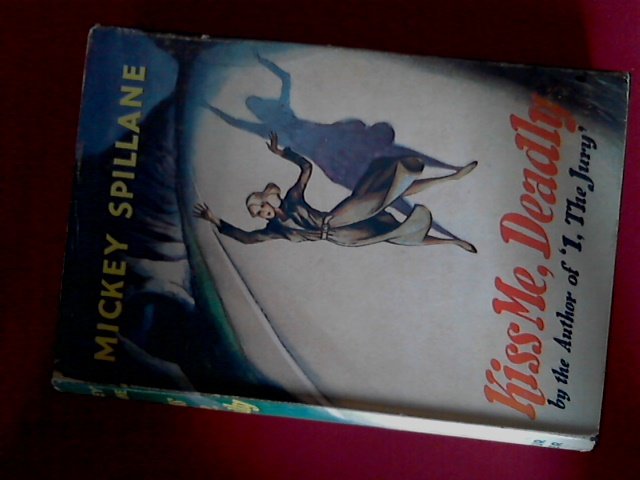 MICKEY SPILLANE
Kiss Me, Deadly
by the Author of 'I, The Jury'